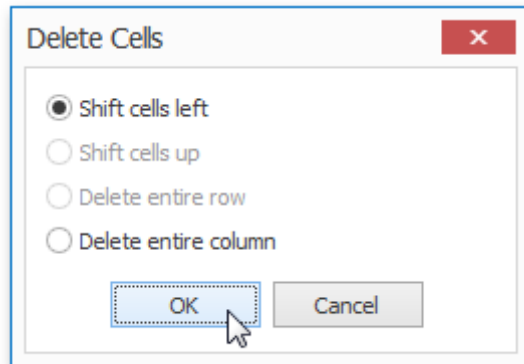 Delete Cells
Shift cells left
Shift cells up
Delete entire row
Delete entire column
OK Cancel